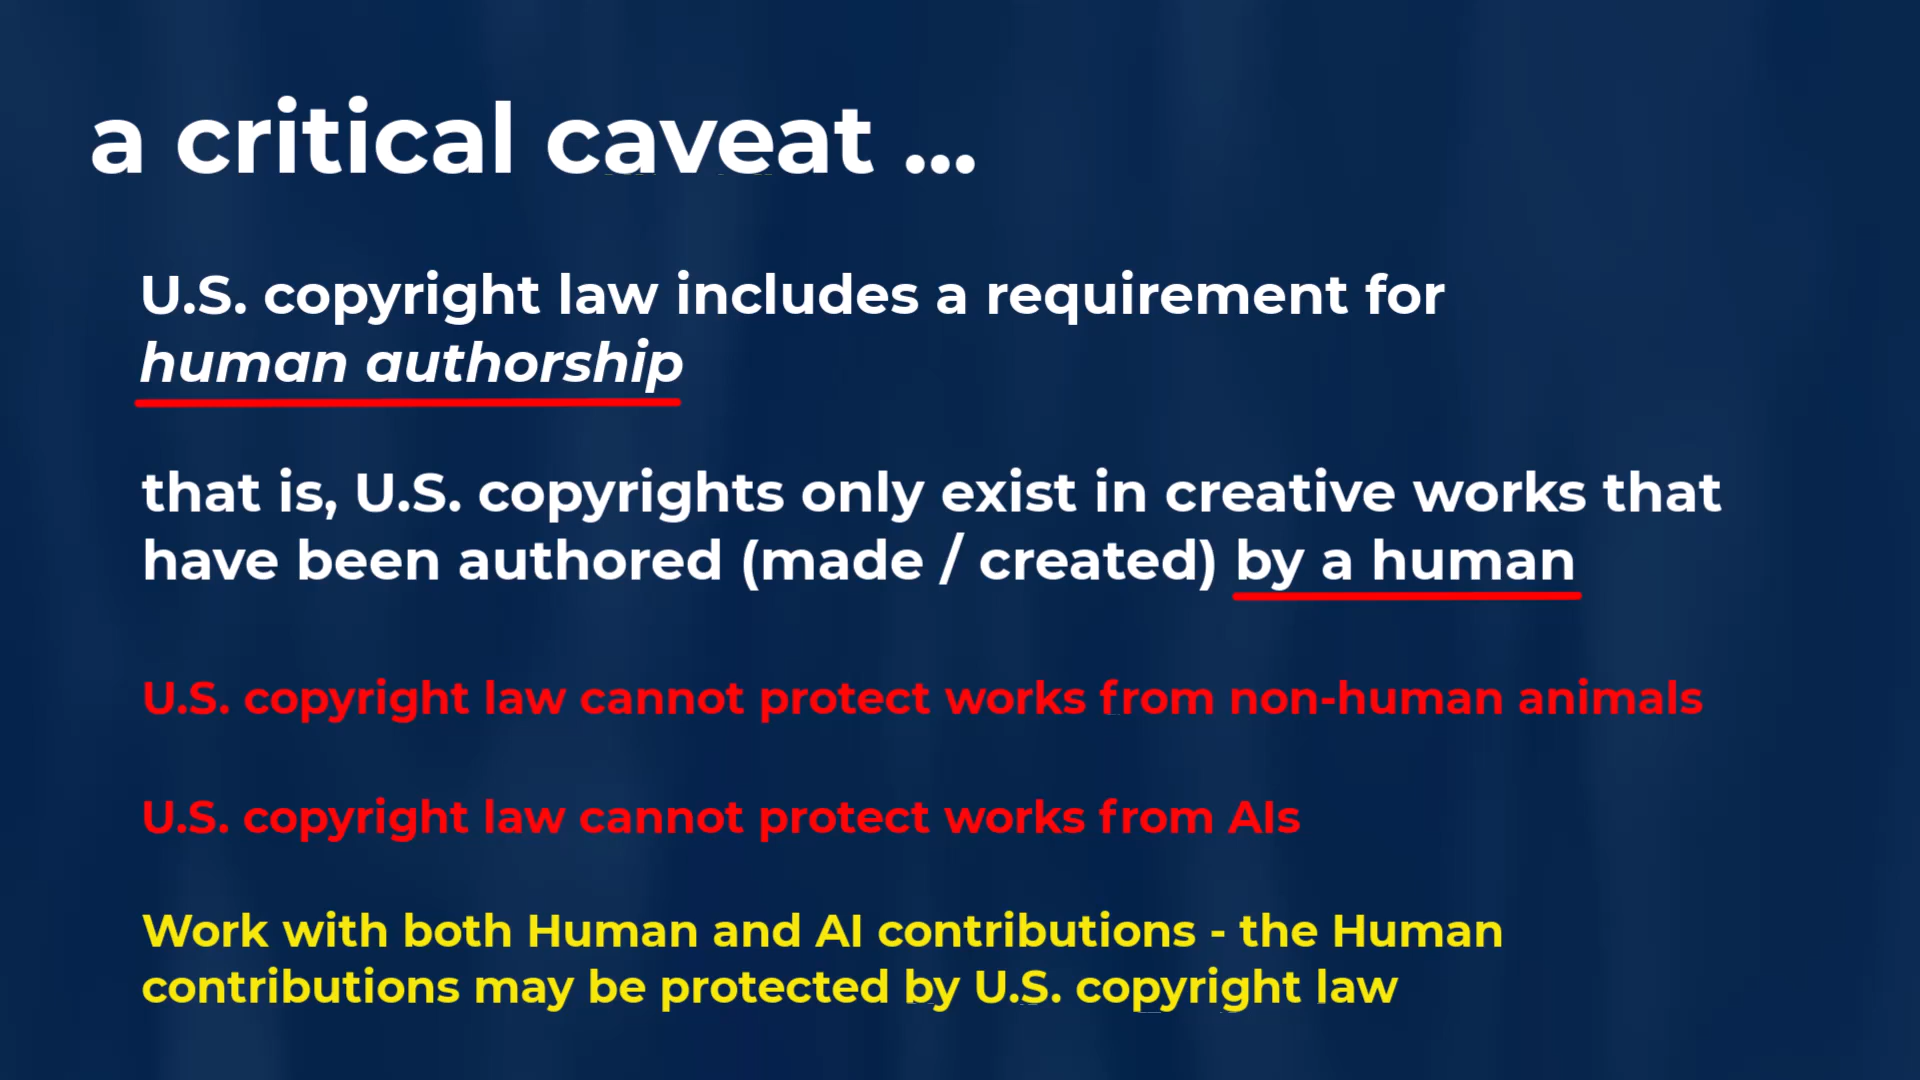 a critical caveat ...
U.S. copyright law includes a requirement for
human authorship
that is, U.S. copyrights only exist in creative works that
have been authored (made / created) by a human
U.S. copyright law cannot protect works from non-human animals
U.S. copyright law cannot protect works from AIs
Work with both Human and AI contributions - the Human
contributions may be protected by U.S. copyright law